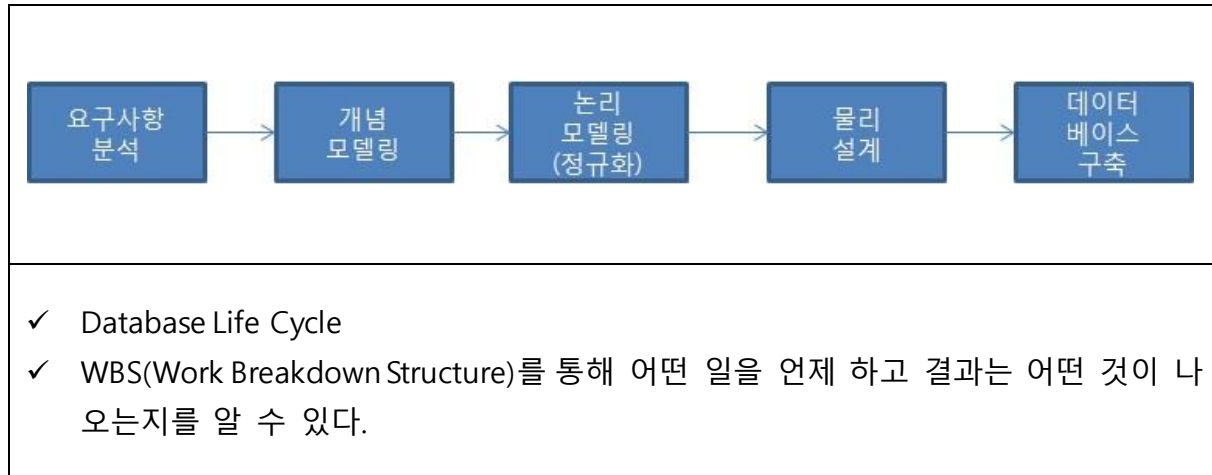 요구사항
분석
개념
모델링
논리
모델링
(정규화)
물리
설계
데이터
베이스
구축
✓ Database Life Cycle
✓ WBS(Work Breakdown Structure)를 통해 어떤 일을 언제 하고 결과는 어떤 것이 나
오는지를 알 수 있다.